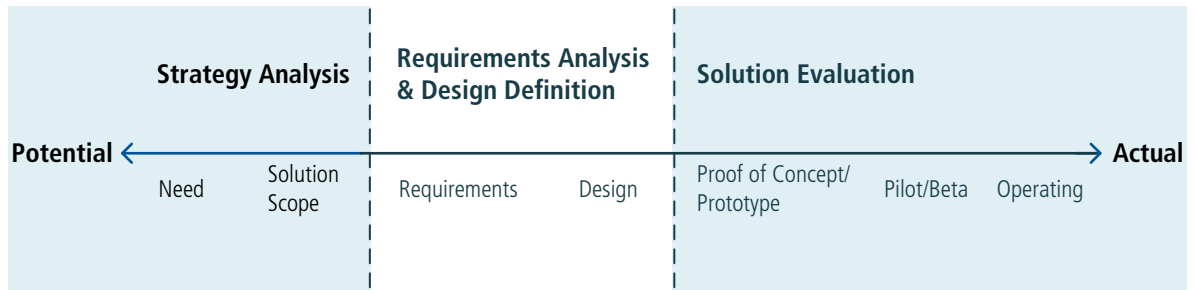 Strategy Analysis
Requirements Analysis
& Design Definition
Solution Evaluation
Potential
Actual
Need
Solution
Scope
Requirements
Design
Proof of Concept/
Prototype
Pilot/Beta
Operating